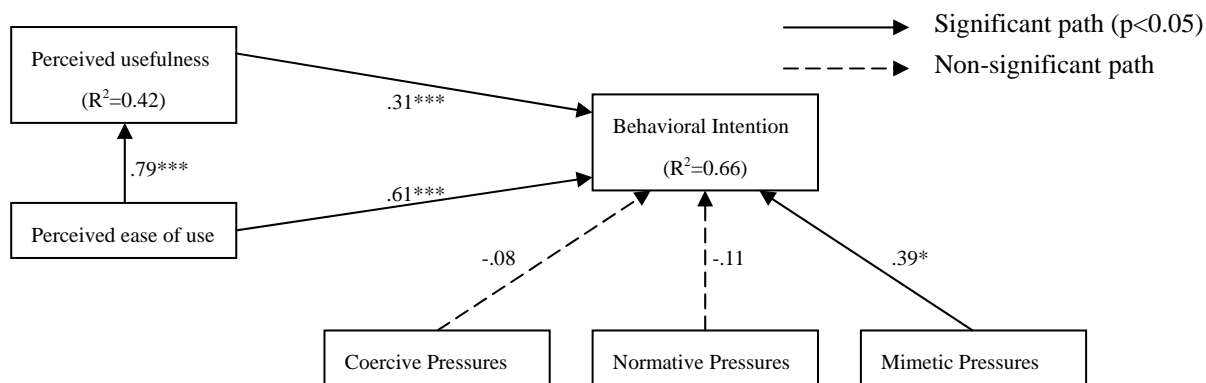 Significant path (p<0.05)
Non-significant path
Perceived usefulness
(R²=0.42)
.31***
Behavioral Intention
(R²=0.66)
.79***
.61***
Perceived ease of use
-.08
-.11
.39*
Coercive Pressures
Normative Pressures
Mimetic Pressures